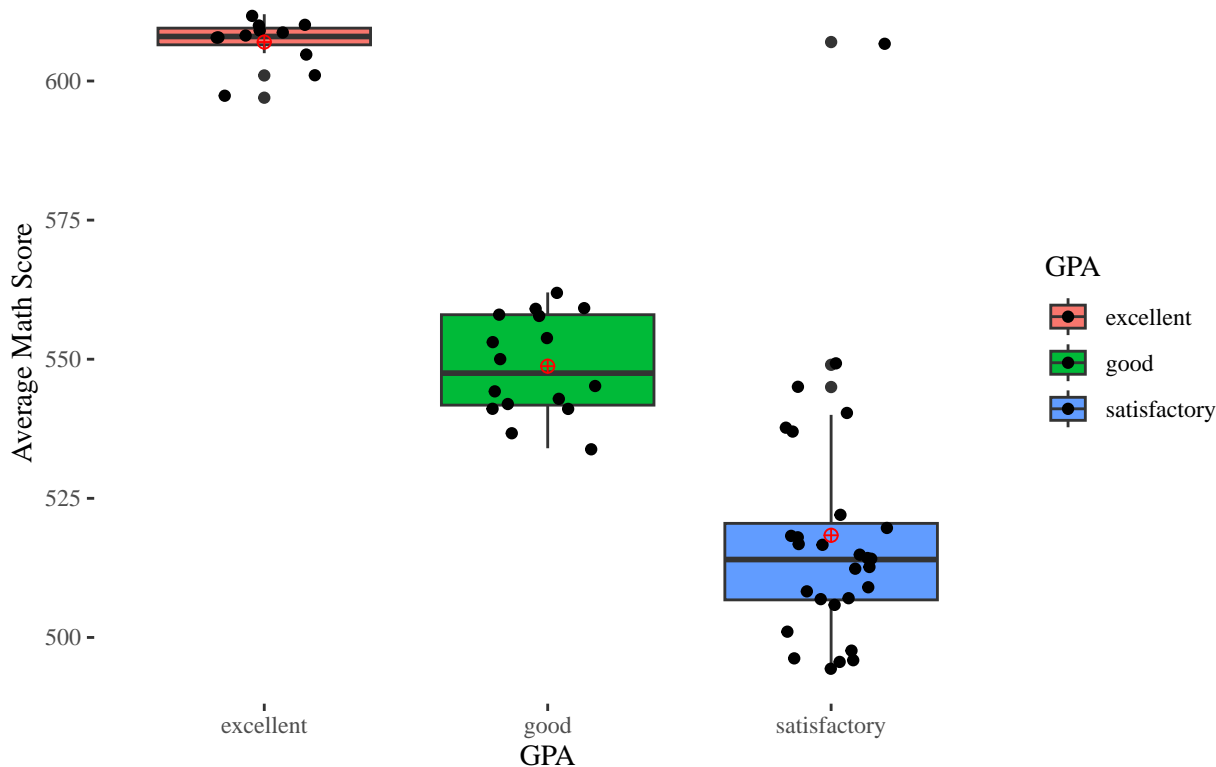 600
575
550
525
500
Average Math Score
excellent
good
satisfactory
GPA
GPA
excellent
good
satisfactory